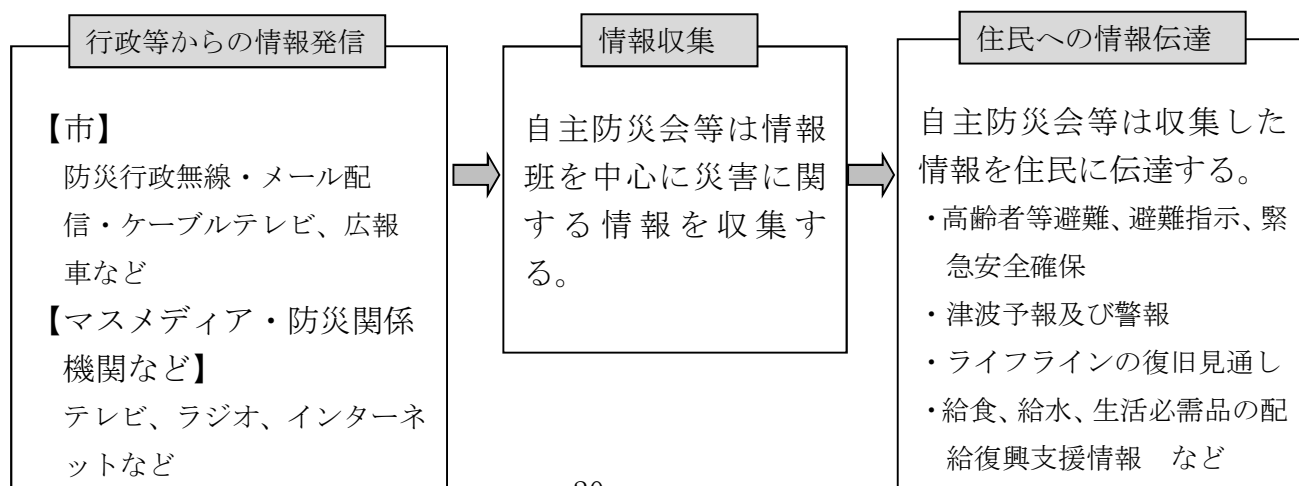 行政等からの情報発信
【市】
防災行政無線・メール配
信・ケーブルテレビ、広報
車など
【マスメディア・防災関係
機関など】
テレビ、ラジオ、インターネ
ットなど
情報収集
自主防災会等は情報
班を中心に災害に関
する情報を収集す
る。
住民への情報伝達
自主防災会等は収集した
情報を住民に伝達する。
・高齢者等避難、避難指示、緊
急安全確保
・津波予報及び警報
・ライフラインの復旧見通し
・給食、給水、生活必需品の配
給復興支援情報　など